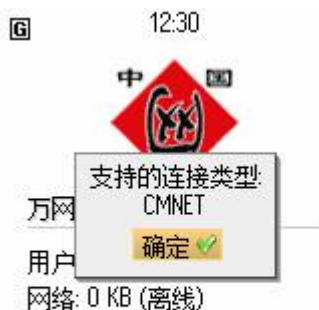 G 12:30
中 国
支持的连接类型:
CMNET
确定
万网
用户
网络: 0 KB (离线)